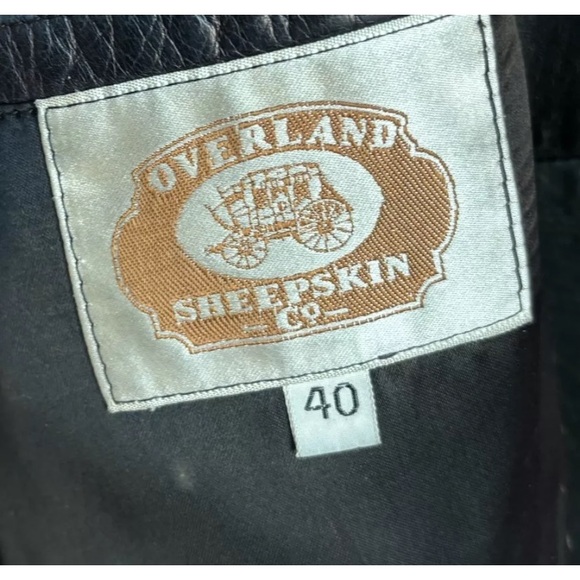 OVERLAND
SHEEPSKIN
-Co-
40